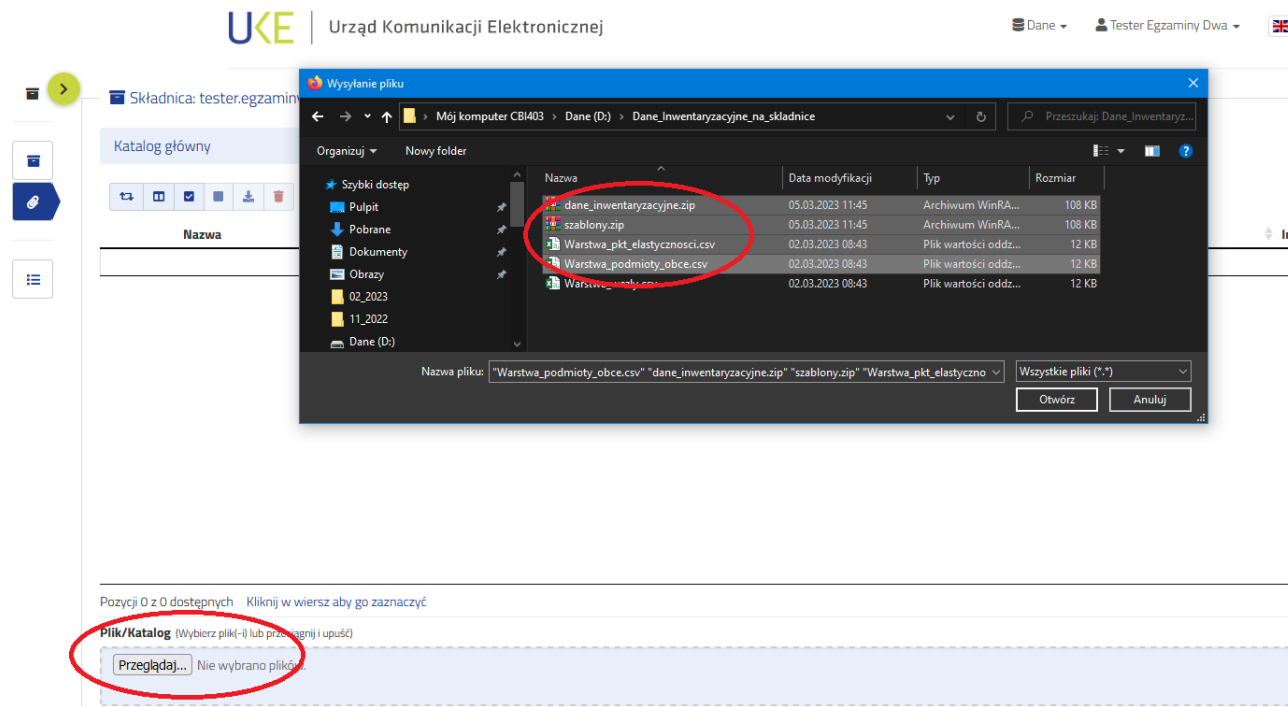 UKE Urząd Komunikacji Elektronicznej
Dane
Tester Egzaminy Dwa
Składnica: tester.egzaminy
Katalog główny
Nazwa
Wysyłanie pliku
Mój komputer CBI403 > Dane (D:) > Dane_Inwentaryzacyjne_na_skladnice
Przeszukaj: Dane_Inwentaryz...
Organizuj
Nowy folder
Szybki dostęp
Pulpit
Pobrane
Dokumenty
Obrazy
02_2023
11_2022
Dane (D:)
Nazwa Data modyfikacji Typ Rozmiar
dane_inwentaryzacyjne.zip 05.03.2023 11:45 Archiwum WinRA... 108 KB
szablony.zip 05.03.2023 11:45 Archiwum WinRA... 108 KB
Warstwa_pkt_elastycznosci.csv 02.03.2023 08:43 Plik wartości oddz... 12 KB
Warstwa_podmioty_obce.csv 02.03.2023 08:43 Plik wartości oddz... 12 KB
Warstwa_wezly.csv 02.03.2023 08:43 Plik wartości oddz... 12 KB
Nazwa pliku: "Warstwa_podmioty_obce.csv" "dane_inwentaryzacyjne.zip" "szablony.zip" "Warstwa_pkt_elastyczno
Wszystkie pliki (*.*)
Otwórz
Anuluj
Pozycji 0 z 0 dostępnych Kliknij w wiersz aby go zaznaczyć
Plik/Katalog (Wybierz plik(-i) lub przeciągnij i upuść)
Przeglądaj... Nie wybrano plików.